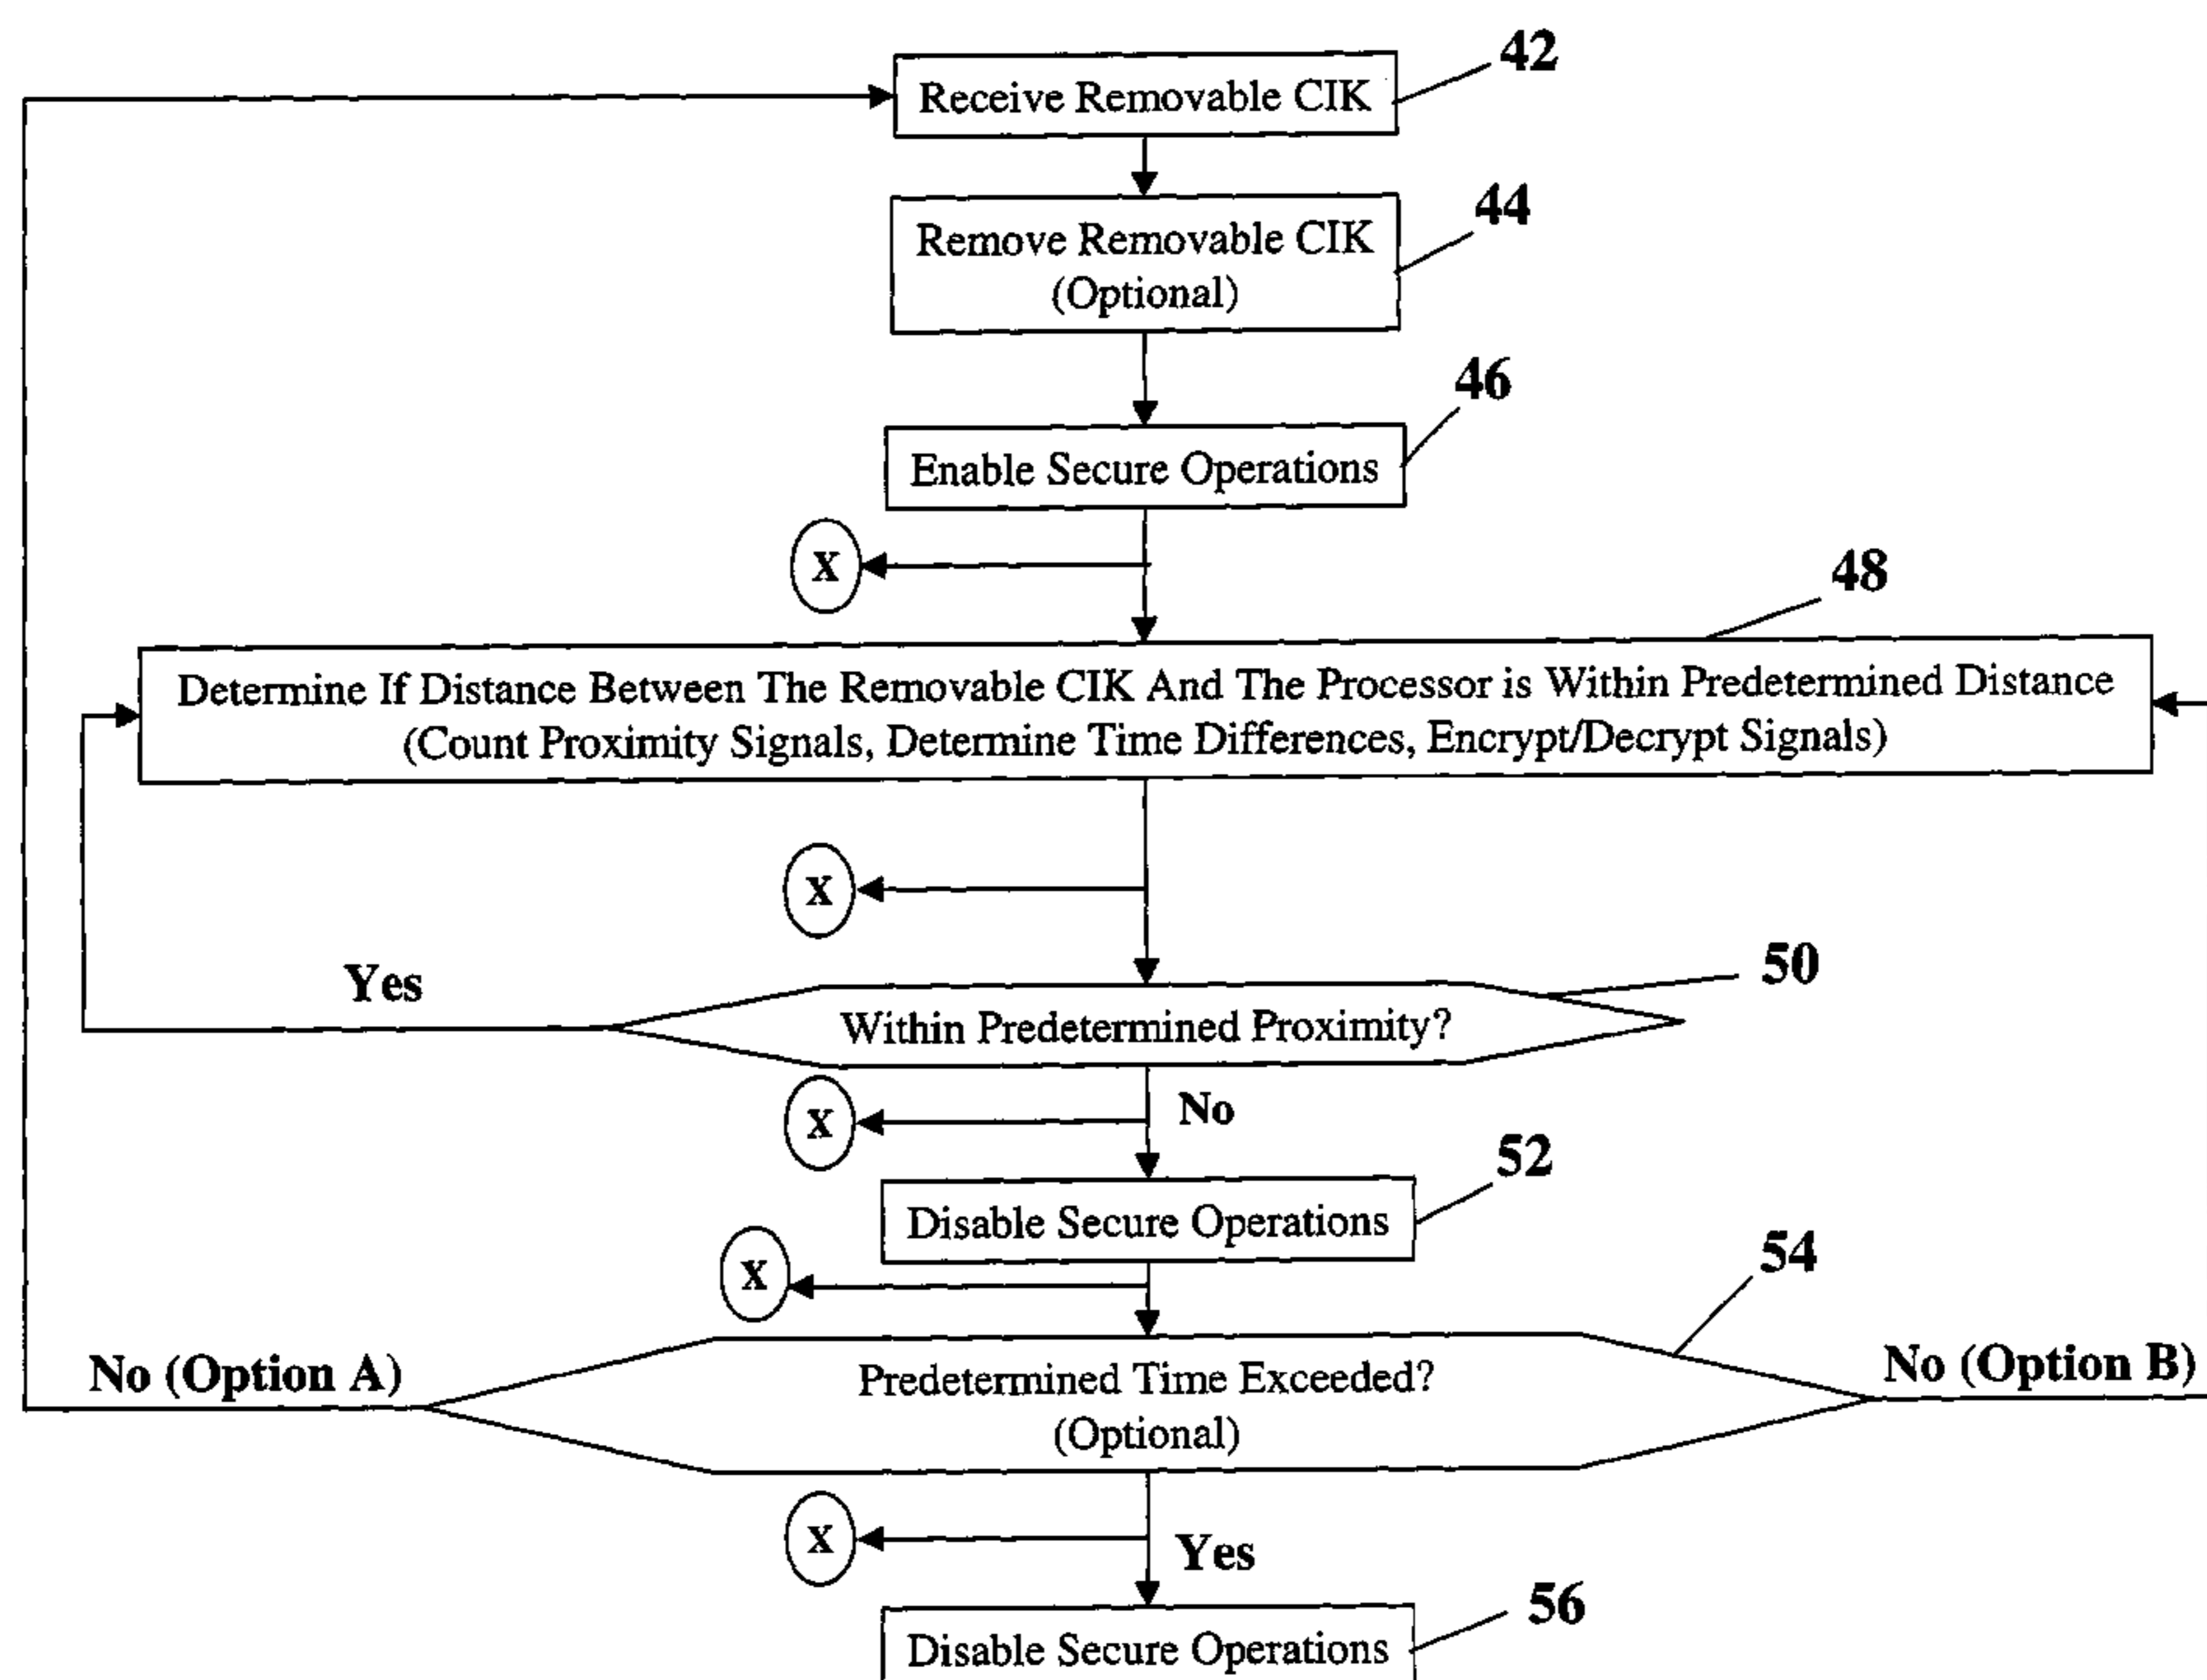 42
Receive Removable CIK
44
Remove Removable CIK
(Optional)
46
Enable Secure Operations
X
48
Determine If Distance Between The Removable CIK And The Processor is Within Predetermined Distance
(Count Proximity Signals, Determine Time Differences, Encrypt/Decrypt Signals)
X
50
Yes
Within Predetermined Proximity?
X
No
52
Disable Secure Operations
X
54
No (Option A)
Predetermined Time Exceeded?
(Optional)
No (Option B)
X
Yes
56
Disable Secure Operations